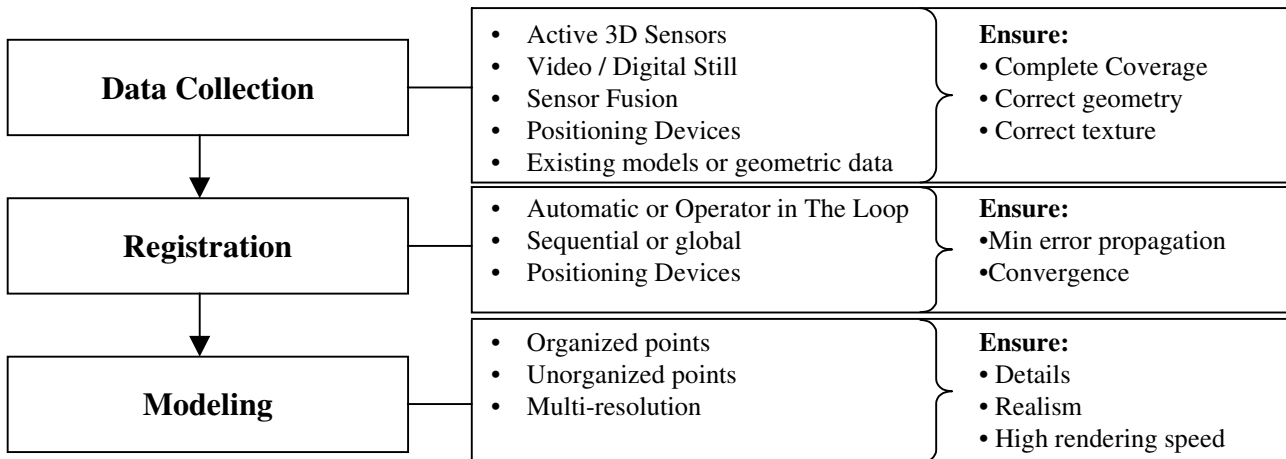 Data Collection
• Active 3D Sensors
• Video / Digital Still
• Sensor Fusion
• Positioning Devices
• Existing models or geometric data
Ensure:
• Complete Coverage
• Correct geometry
• Correct texture
Registration
• Automatic or Operator in The Loop
• Sequential or global
• Positioning Devices
Ensure:
•Min error propagation
•Convergence
Modeling
• Organized points
• Unorganized points
• Multi-resolution
Ensure:
• Details
• Realism
• High rendering speed